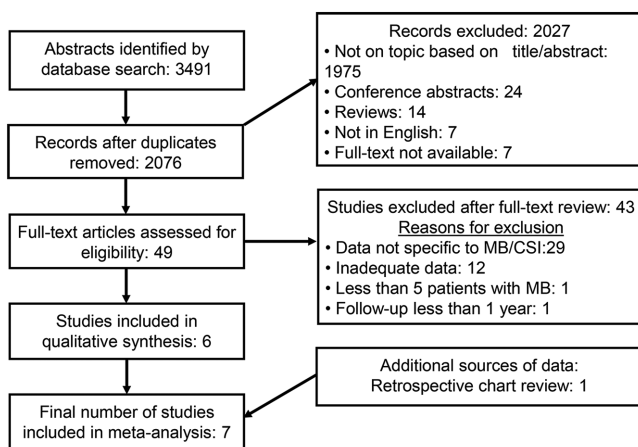 Abstracts identified by
database search: 3491
Records after duplicates
removed: 2076
Full-text articles assessed for
eligibility: 49
Studies included in
qualitative synthesis: 6
Final number of studies
included in meta-analysis: 7
Records excluded: 2027
• Not on topic based on title/abstract:
1975
• Conference abstracts: 24
• Reviews: 14
• Not in English: 7
• Full-text not available: 7
Studies excluded after full-text review: 43
Reasons for exclusion
• Data not specific to MB/CSI:29
• Inadequate data: 12
• Less than 5 patients with MB: 1
• Follow-up less than 1 year: 1
Additional sources of data:
Retrospective chart review: 1